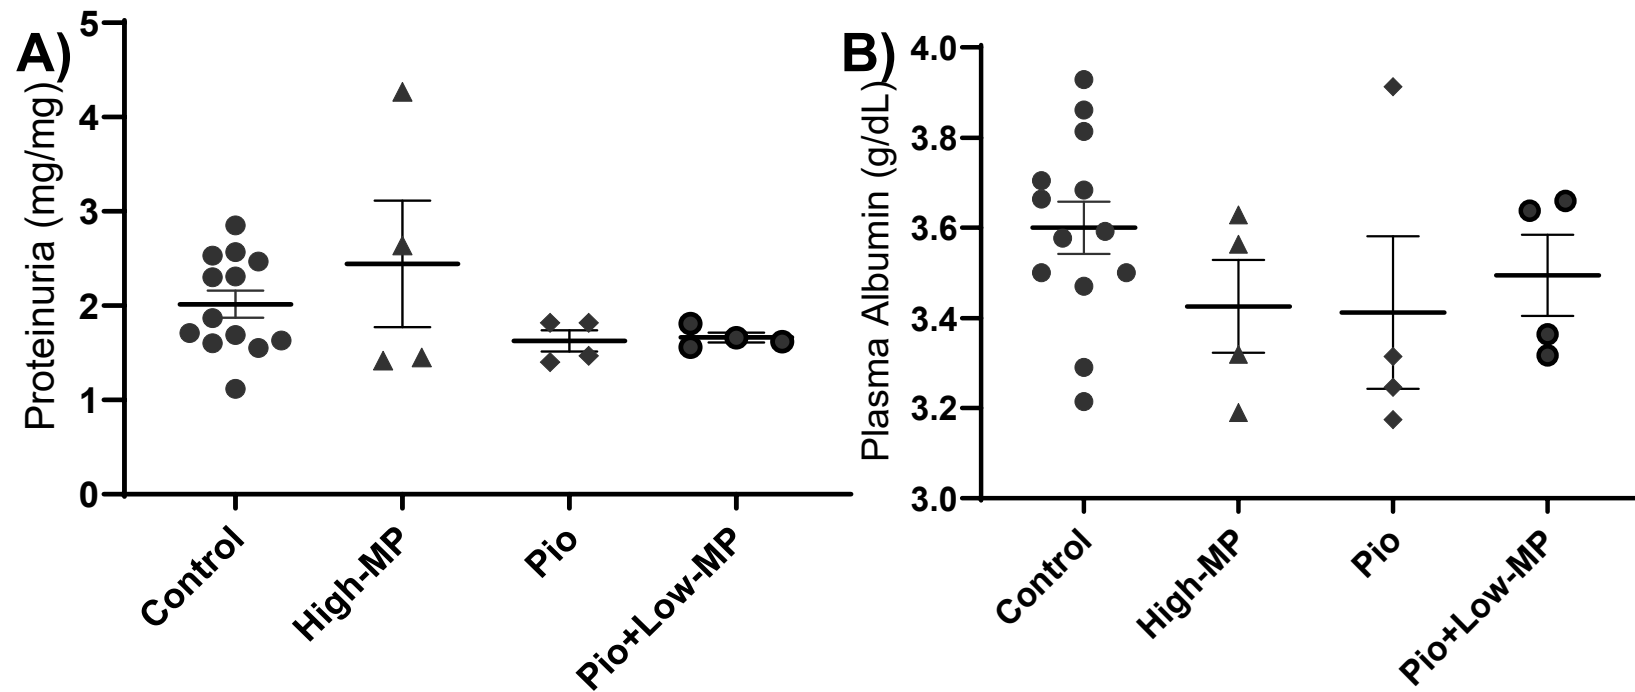 A)
Proteinuria (mg/mg)
5
4
3
2
1
0
Control
High-MP
Pio
Pio+Low-MP
B)
Plasma Albumin (g/dL)
4.0
3.8
3.6
3.4
3.2
3.0
Control
High-MP
Pio
Pio+Low-MP